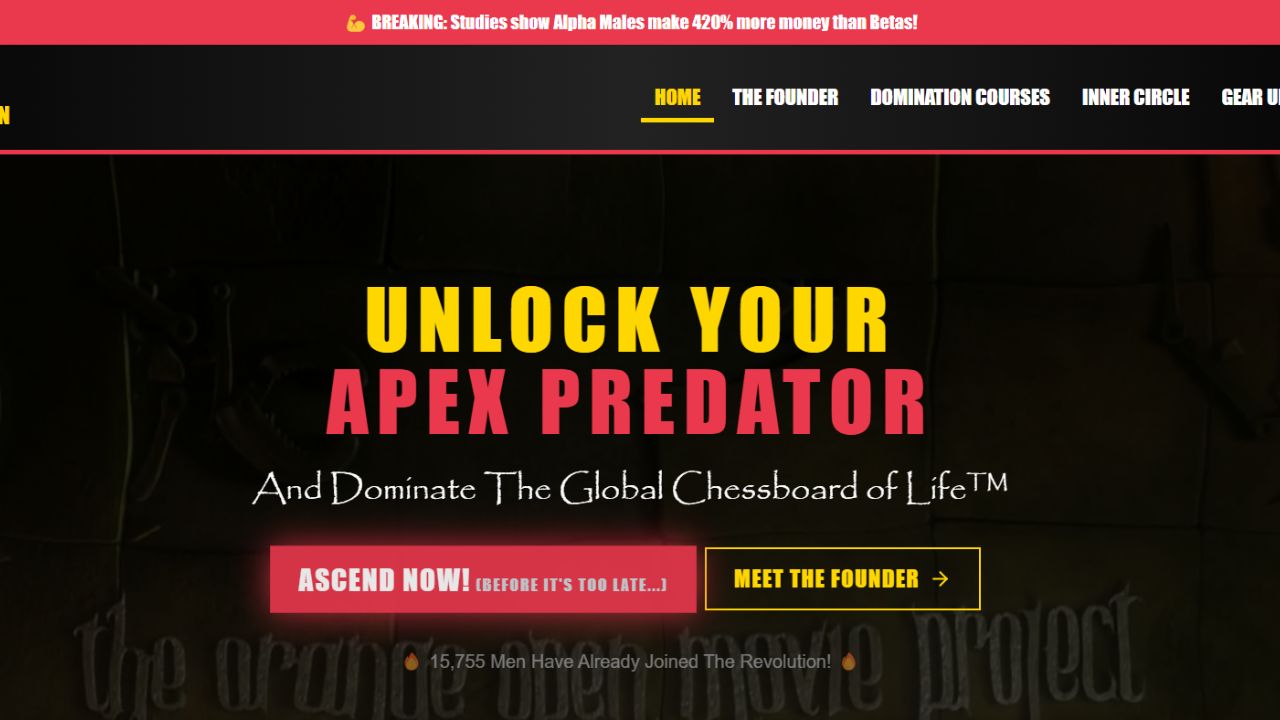 💪 BREAKING: Studies show Alpha Males make 420% more money than Betas!
N
HOME THE FOUNDER DOMINATION COURSES INNER CIRCLE GEAR U
UNLOCK YOUR
APEX PREDATOR
And Dominate The Global Chessboard of Life™
ASCEND NOW! (BEFORE IT'S TOO LATE...) MEET THE FOUNDER →
🔥 15,755 Men Have Already Joined The Revolution! 🔥
the orange open movie project